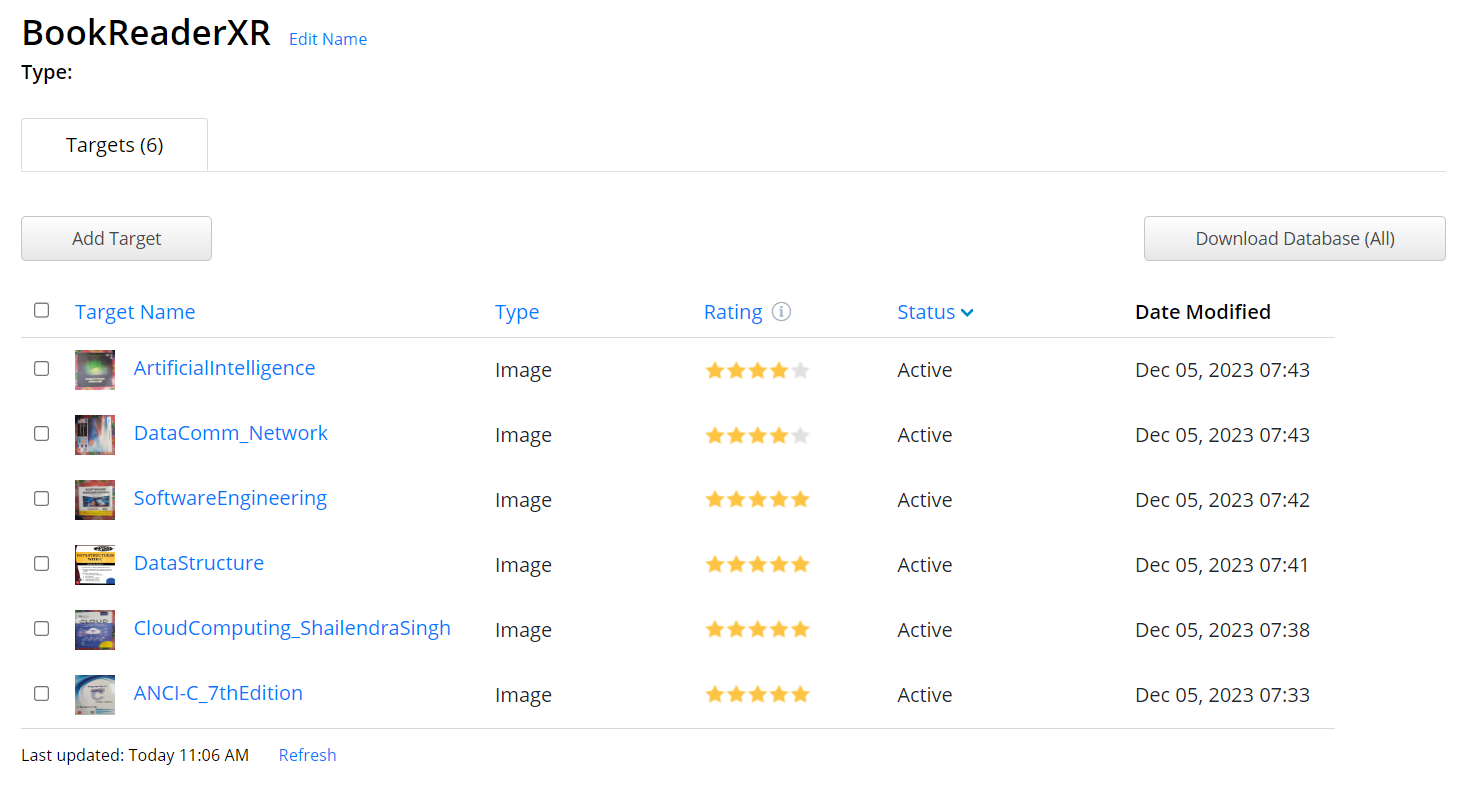 BookReaderXR Edit Name
Type:
Targets (6)
Add Target Download Database (All)
Target Name Type Rating Status Date Modified
ArtificialIntelligence Image Active Dec 05, 2023 07:43
DataComm_Network Image Active Dec 05, 2023 07:43
SoftwareEngineering Image Active Dec 05, 2023 07:42
DataStructure Image Active Dec 05, 2023 07:41
CloudComputing_ShailendraSingh Image Active Dec 05, 2023 07:38
ANCI-C_7thEdition Image Active Dec 05, 2023 07:33
Last updated: Today 11:06 AM Refresh